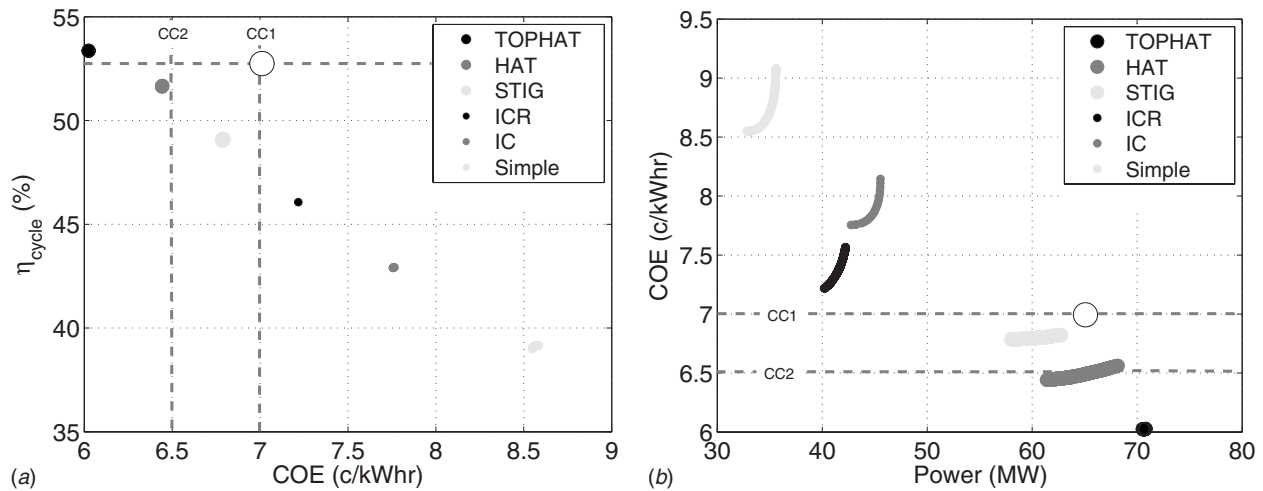 55
50
45
40
35
η_cycle (%)
CC2
CC1
TOPHAT
HAT
STIG
ICR
IC
Simple
6
6.5
7
7.5
8
8.5
9
COE (c/kWhr)
(a)
9.5
9
8.5
8
7.5
7
6.5
6
COE (c/kWhr)
TOPHAT
HAT
STIG
ICR
IC
Simple
CC1
CC2
30
40
50
60
70
80
Power (MW)
(b)